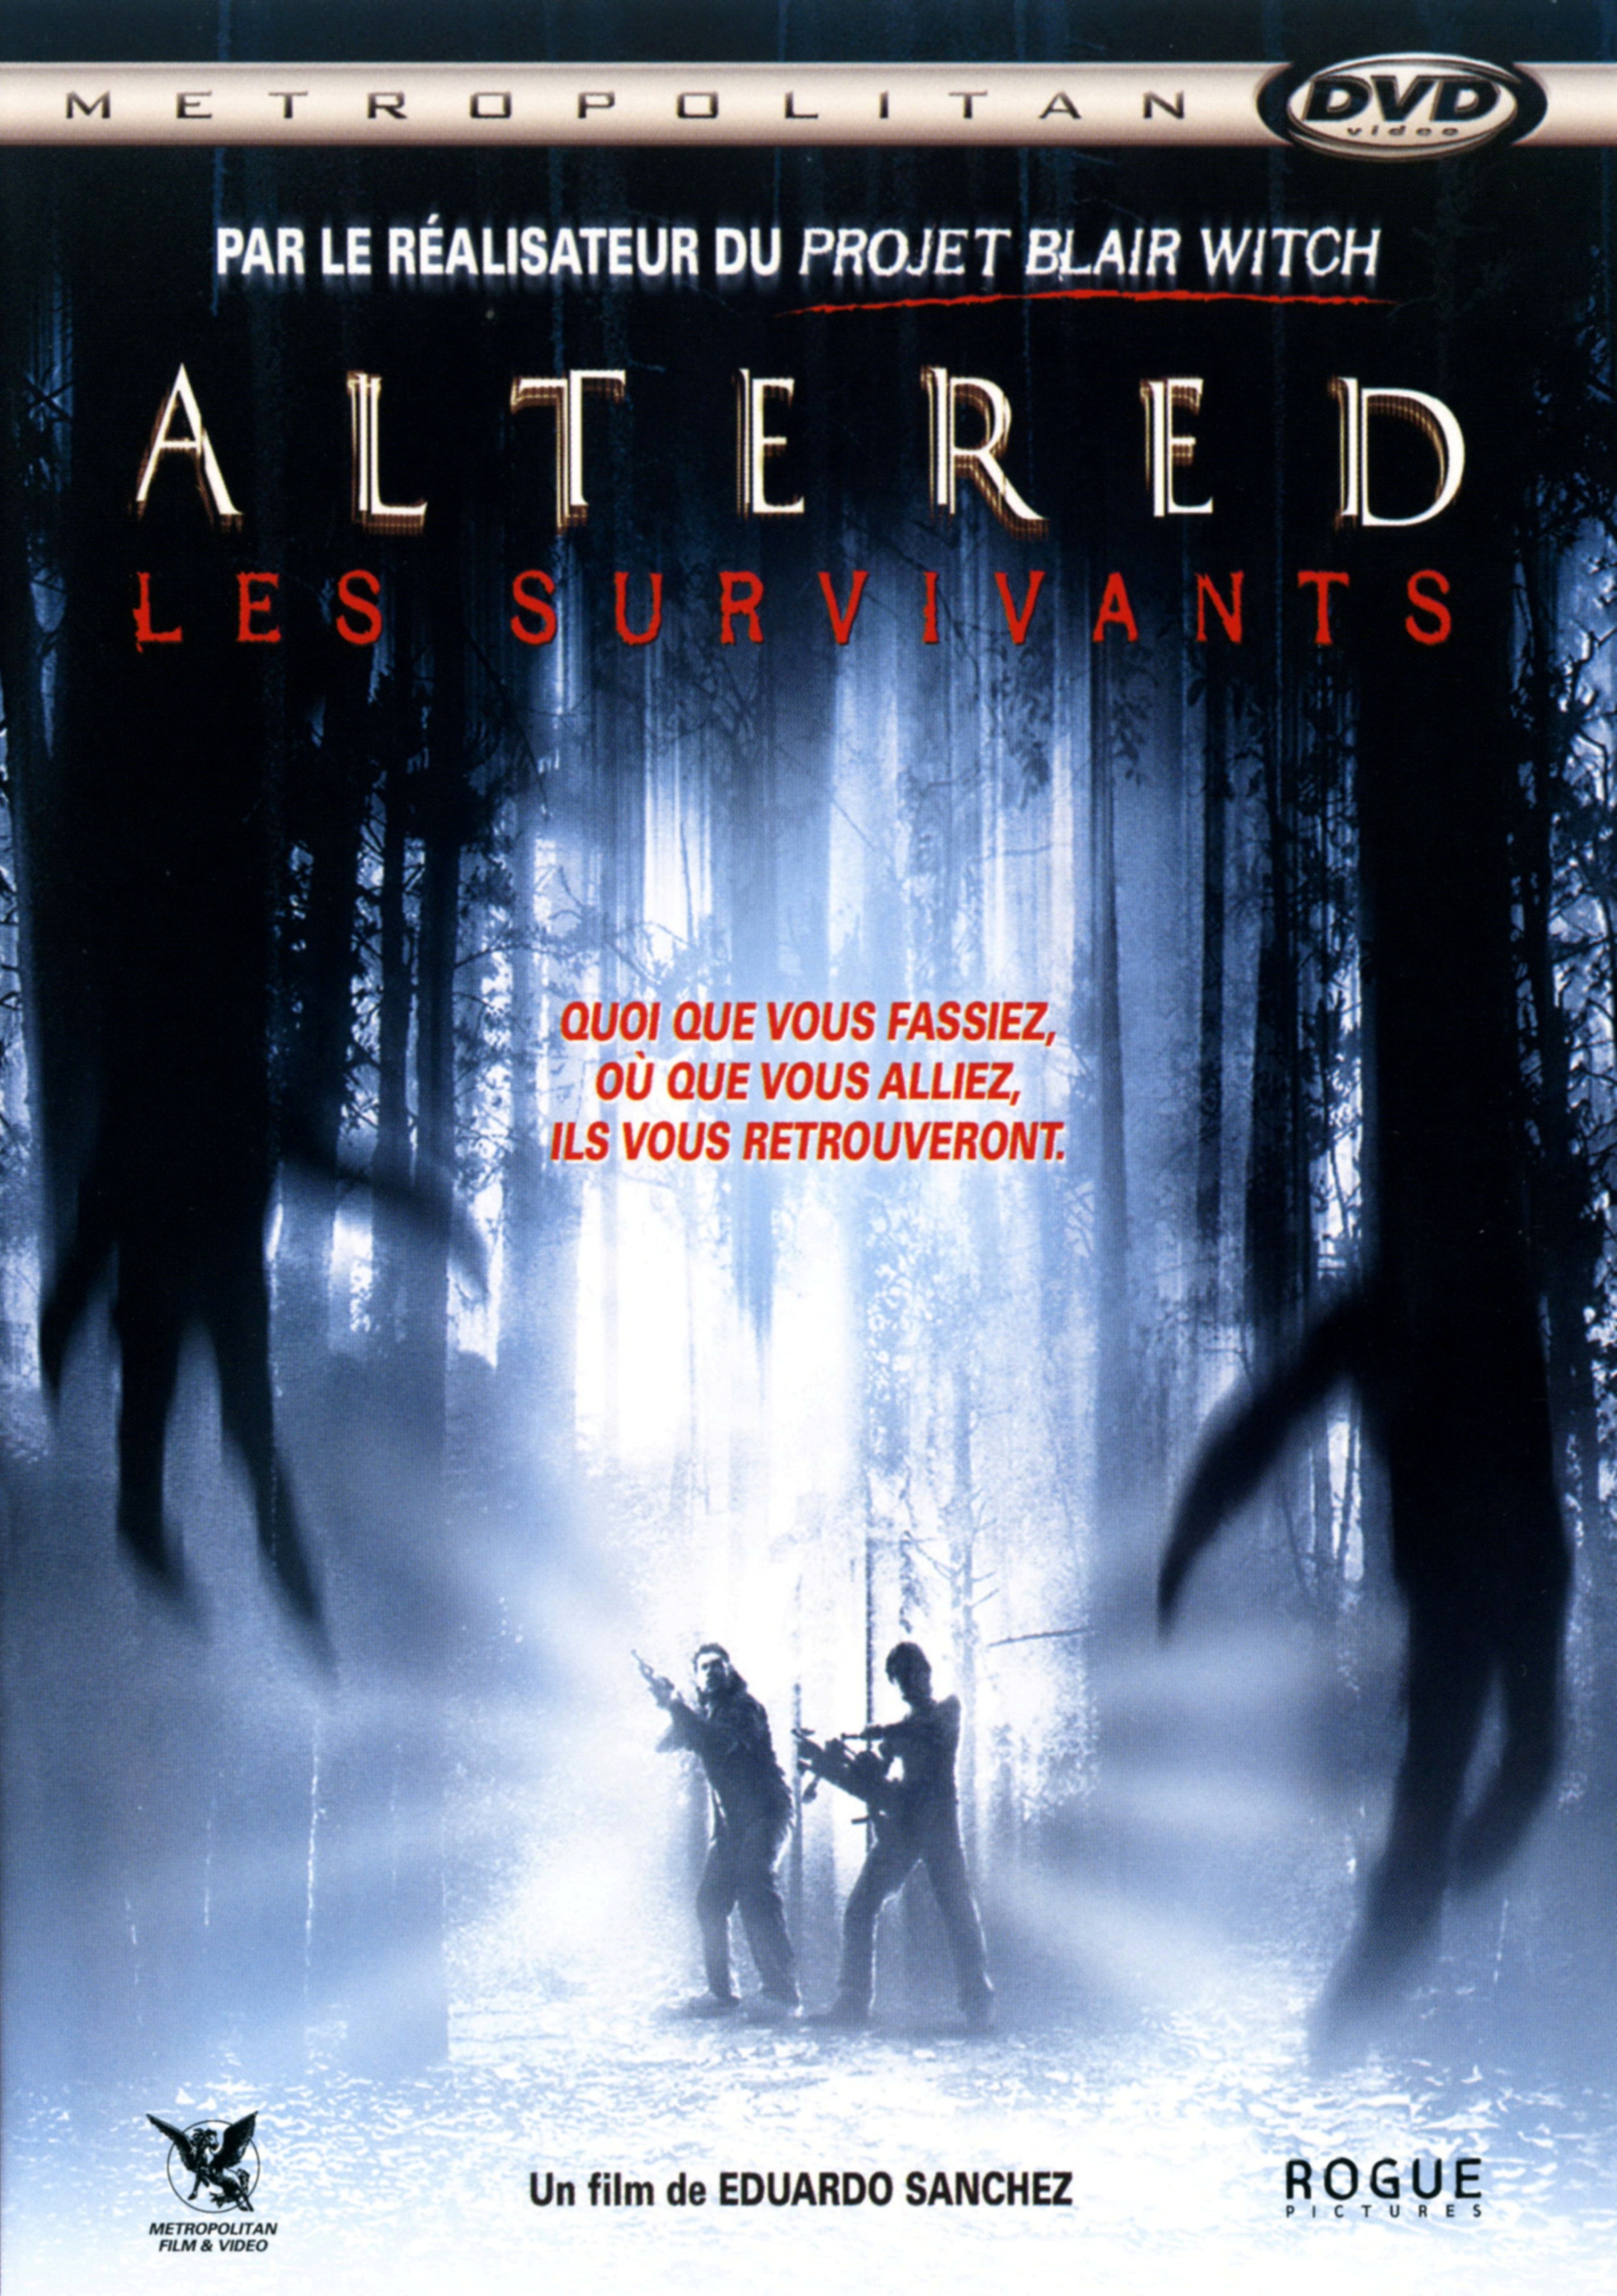 METROPOLITAN
DVD
video
PAR LE RÉALISATEUR DU PROJET BLAIR WITCH
ALTERED
LES SURVIVANTS
QUOI QUE VOUS FASSIEZ,
OÙ QUE VOUS ALLIEZ,
ILS VOUS RETROUVERONT.
METROPOLITAN
FILM & VIDEO
Un film de EDUARDO SANCHEZ
ROGUE
PICTURES